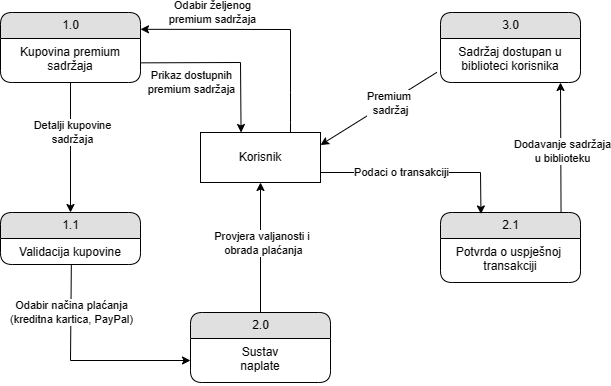 Odabir željenog
premium sadržaja
1.0
Kupovina premium
sadržaja
Prikaz dostupnih
premium sadržaja
3.0
Sadržaj dostupan u
biblioteci korisnika
Premium
sadržaj
Detalji kupovine
sadržaja
Korisnik
Dodavanje sadržaja
u biblioteku
Podaci o transakciji
1.1
Validacija kupovine
2.1
Potvrda o uspješnoj
transakciji
Provjera valjanosti i
obrada plaćanja
Odabir načina plaćanja
(kreditna kartica, PayPal)
2.0
Sustav
naplate